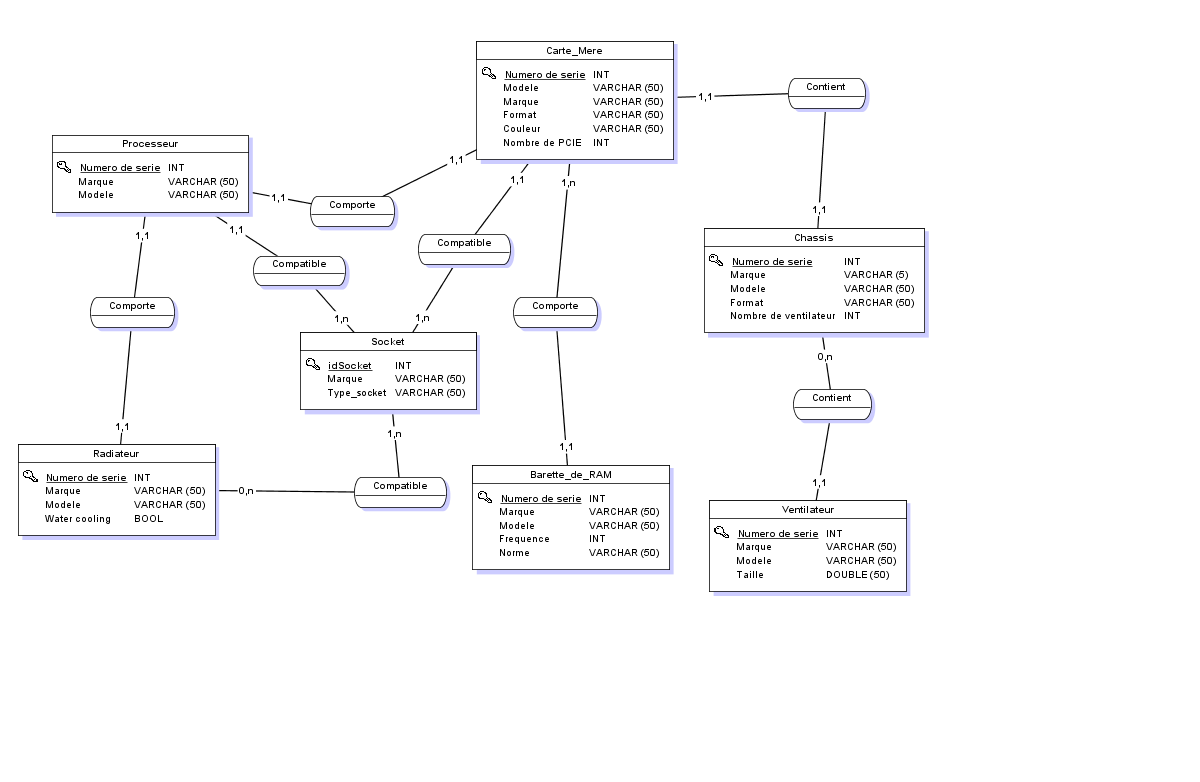 Carte_Mere
Numero de serie INT
Modele VARCHAR (50)
Marque VARCHAR (50)
Format VARCHAR (50)
Couleur VARCHAR (50)
Nombre de PCIE INT
1,1
Contient
1,1
Processeur
Numero de serie INT
Marque VARCHAR (50)
Modele VARCHAR (50)
1,1
Comporte
1,1
1,1
Compatible
1,n
1,1
Compatible
1,n
1,n
Comporte
1,1
1,1
Comporte
1,1
Chassis
Numero de serie INT
Marque VARCHAR (5)
Modele VARCHAR (50)
Format VARCHAR (50)
Nombre de ventilateur INT
0,n
Contient
1,1
Socket
idSocket INT
Marque VARCHAR (50)
Type_socket VARCHAR (50)
1,n
Compatible
0,n
Radiateur
Numero de serie INT
Marque VARCHAR (50)
Modele VARCHAR (50)
Water cooling BOOL
Barette_de_RAM
Numero de serie INT
Marque VARCHAR (50)
Modele VARCHAR (50)
Frequence INT
Norme VARCHAR (50)
Ventilateur
Numero de serie INT
Marque VARCHAR (50)
Modele VARCHAR (50)
Taille DOUBLE (50)